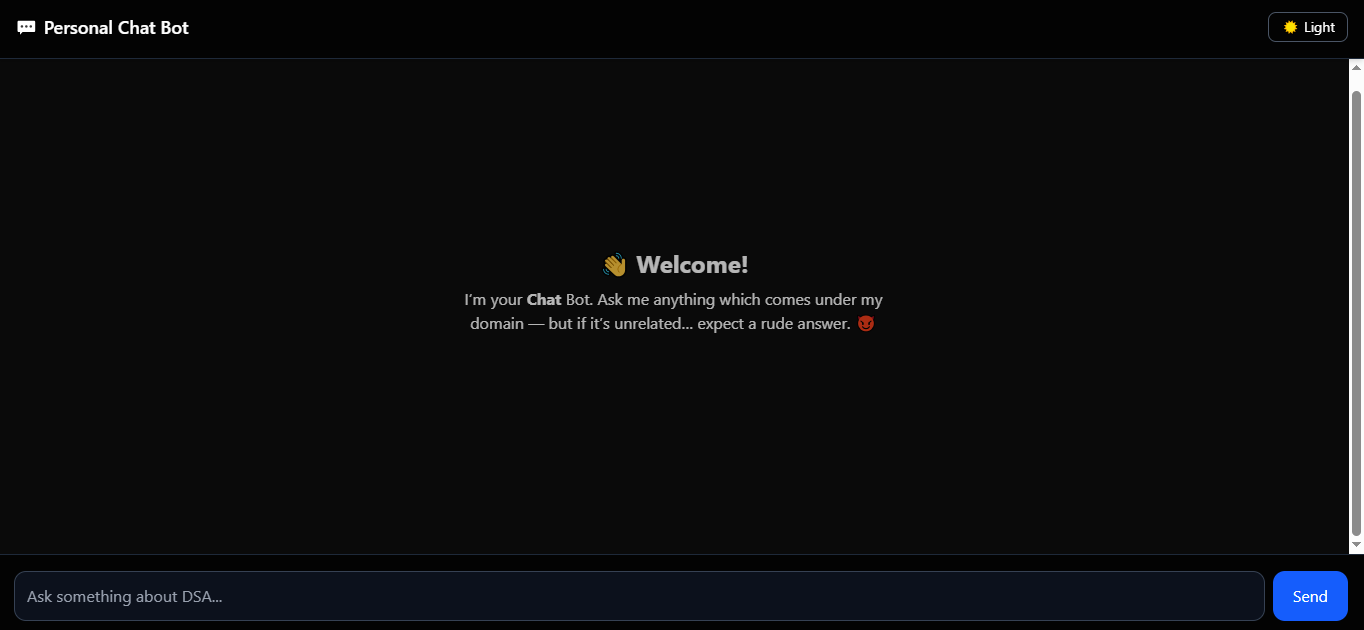 💬 Personal Chat Bot
☀️ Light
👋 Welcome!
I’m your Chat Bot. Ask me anything which comes under my
domain — but if it’s unrelated... expect a rude answer. 😈
Ask something about DSA...
Send